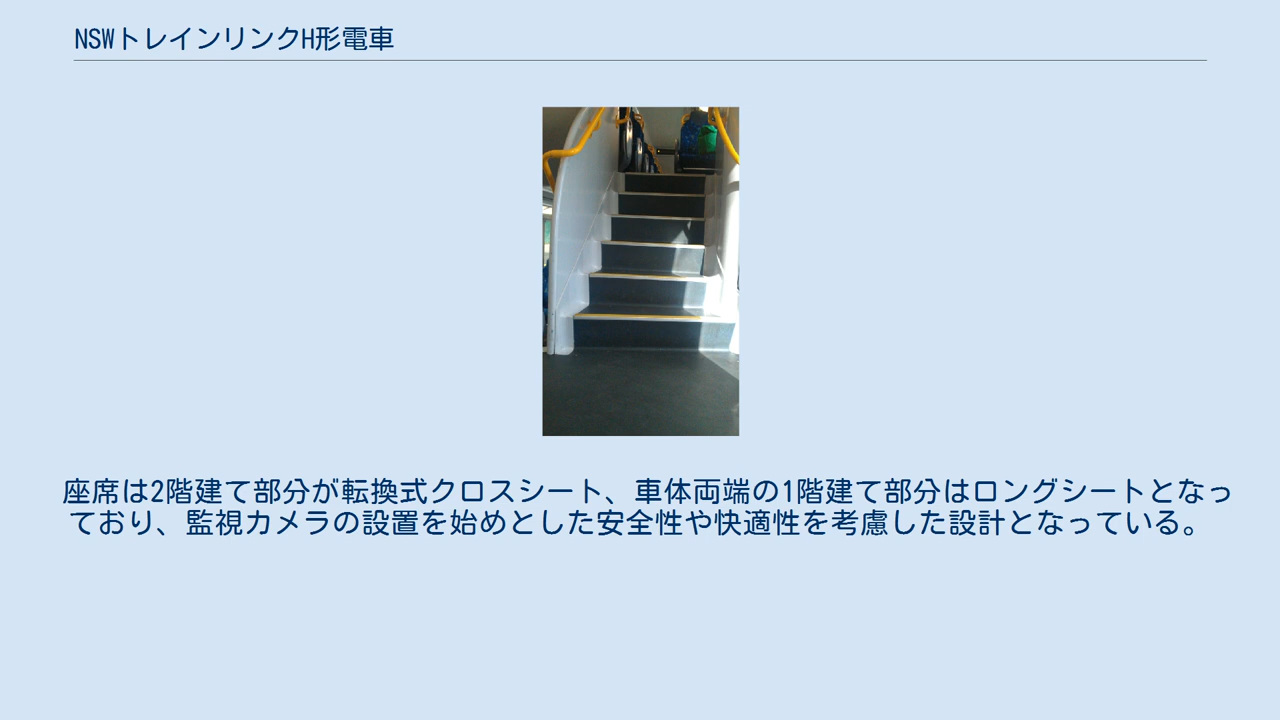 NSWトレインリンクH形電車
座席は2階建て部分が転換式クロスシート、車体両端の1階建て部分はロングシートとなっ
ており、監視カメラの設置を始めとした安全性や快適性を考慮した設計となっている。